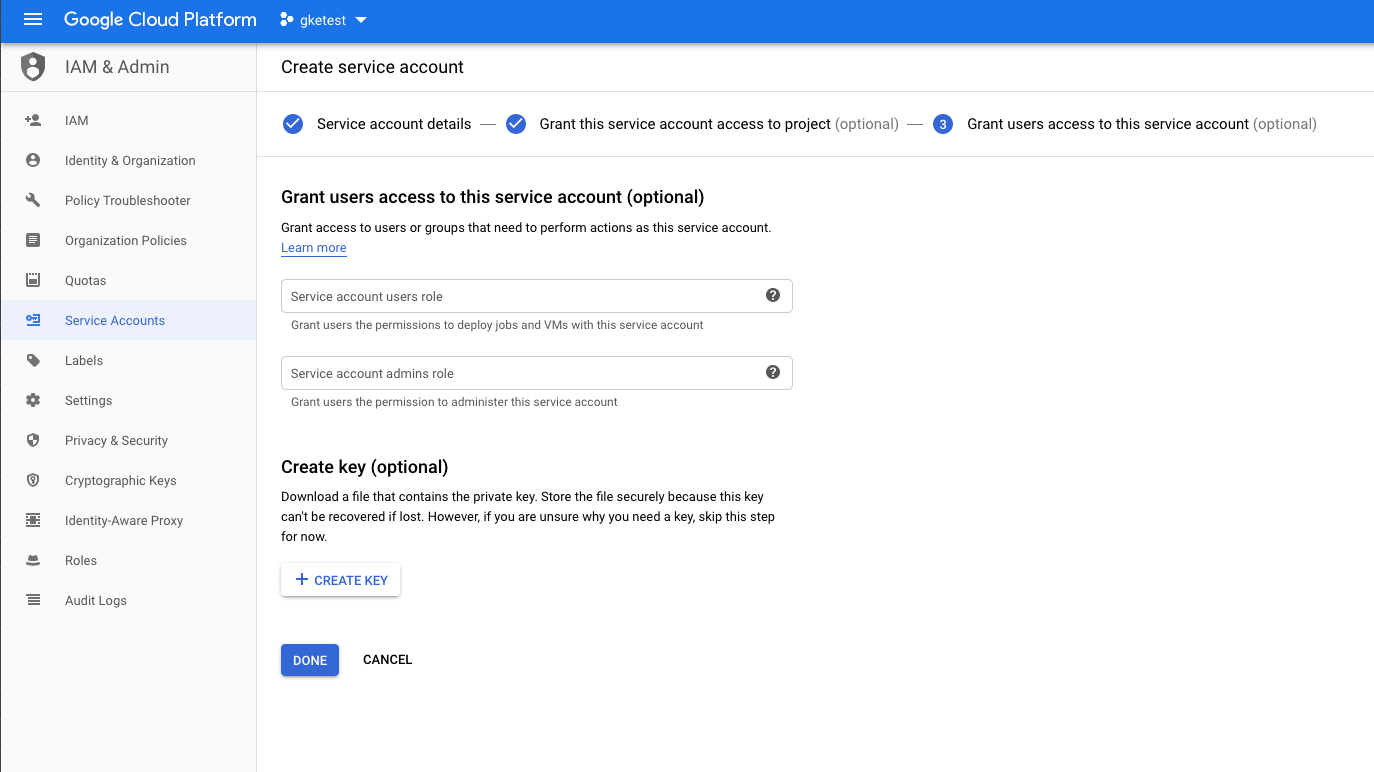 Google Cloud Platform gketest
IAM & Admin
Create service account
IAM
Identity & Organization
Policy Troubleshooter
Organization Policies
Quotas
Service Accounts
Labels
Settings
Privacy & Security
Cryptographic Keys
Identity-Aware Proxy
Roles
Audit Logs
Service account details — Grant this service account access to project (optional) — 3 Grant users access to this service account (optional)
Grant users access to this service account (optional)
Grant access to users or groups that need to perform actions as this service account.
Learn more
Service account users role ?
Grant users the permissions to deploy jobs and VMs with this service account
Service account admins role ?
Grant users the permission to administer this service account
Create key (optional)
Download a file that contains the private key. Store the file securely because this key
can't be recovered if lost. However, if you are unsure why you need a key, skip this step
for now.
+ CREATE KEY
DONE CANCEL